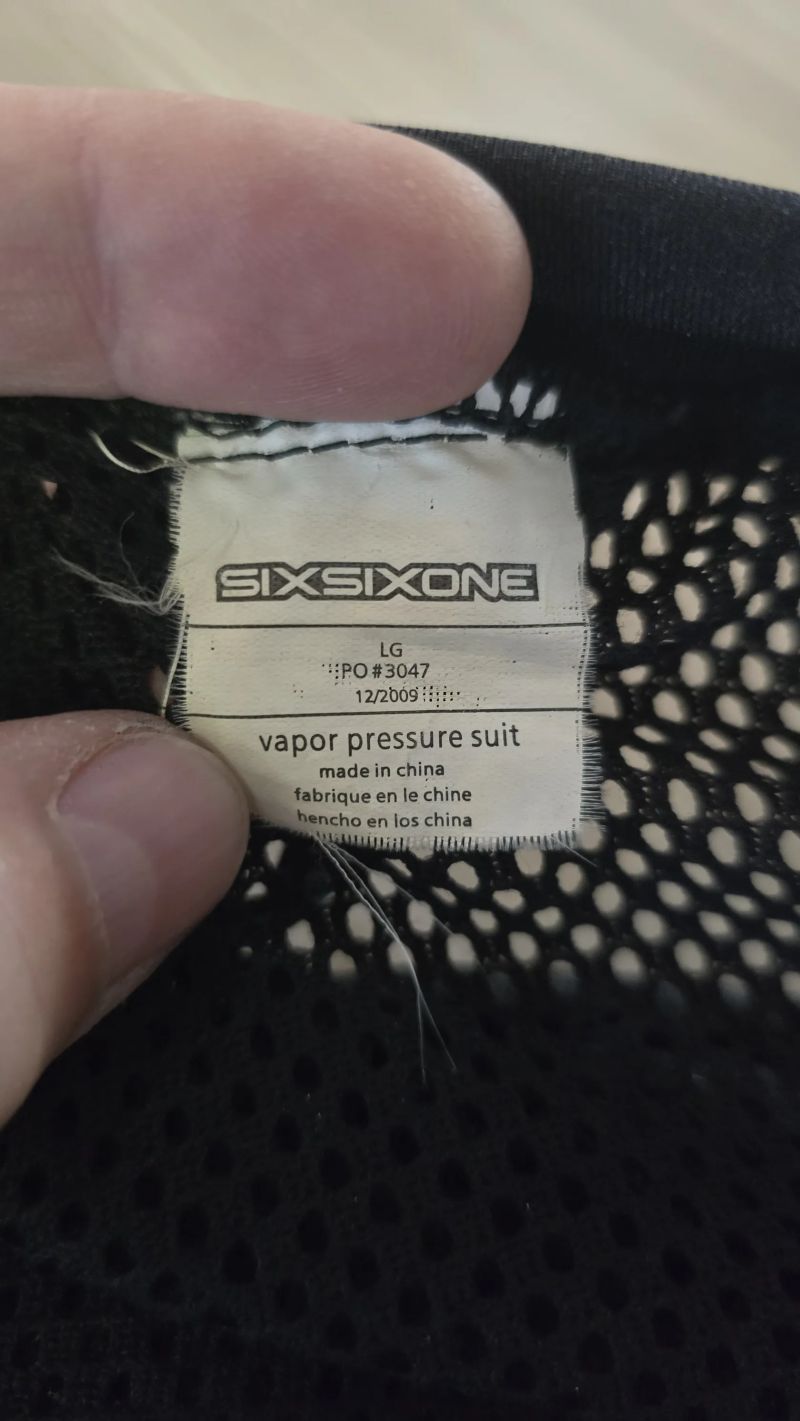 SIXSIXONE
LG
PO#3047
12/2009
vapor pressure suit
made in china
fabrique en le chine
hencho en los china